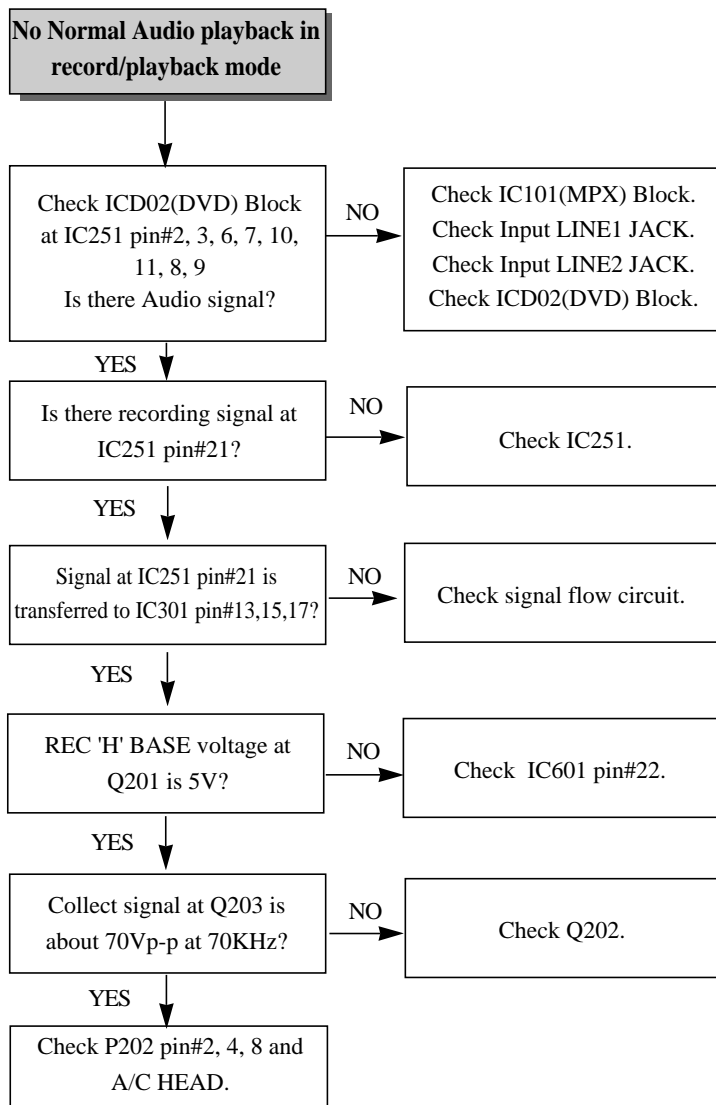 No Normal Audio playback in
record/playback mode
Check ICD02(DVD) Block
at IC251 pin#2, 3, 6, 7, 10,
11, 8, 9
Is there Audio signal?
NO
Check IC101(MPX) Block.
Check Input LINE1 JACK.
Check Input LINE2 JACK.
Check ICD02(DVD) Block.
YES
Is there recording signal at
IC251 pin#21?
NO
Check IC251.
YES
Signal at IC251 pin#21 is
transferred to IC301 pin#13,15,17?
NO
Check signal flow circuit.
YES
REC 'H' BASE voltage at
Q201 is 5V?
NO
Check IC601 pin#22.
YES
Collect signal at Q203 is
about 70Vp-p at 70KHz?
NO
Check Q202.
YES
Check P202 pin#2, 4, 8 and
A/C HEAD.